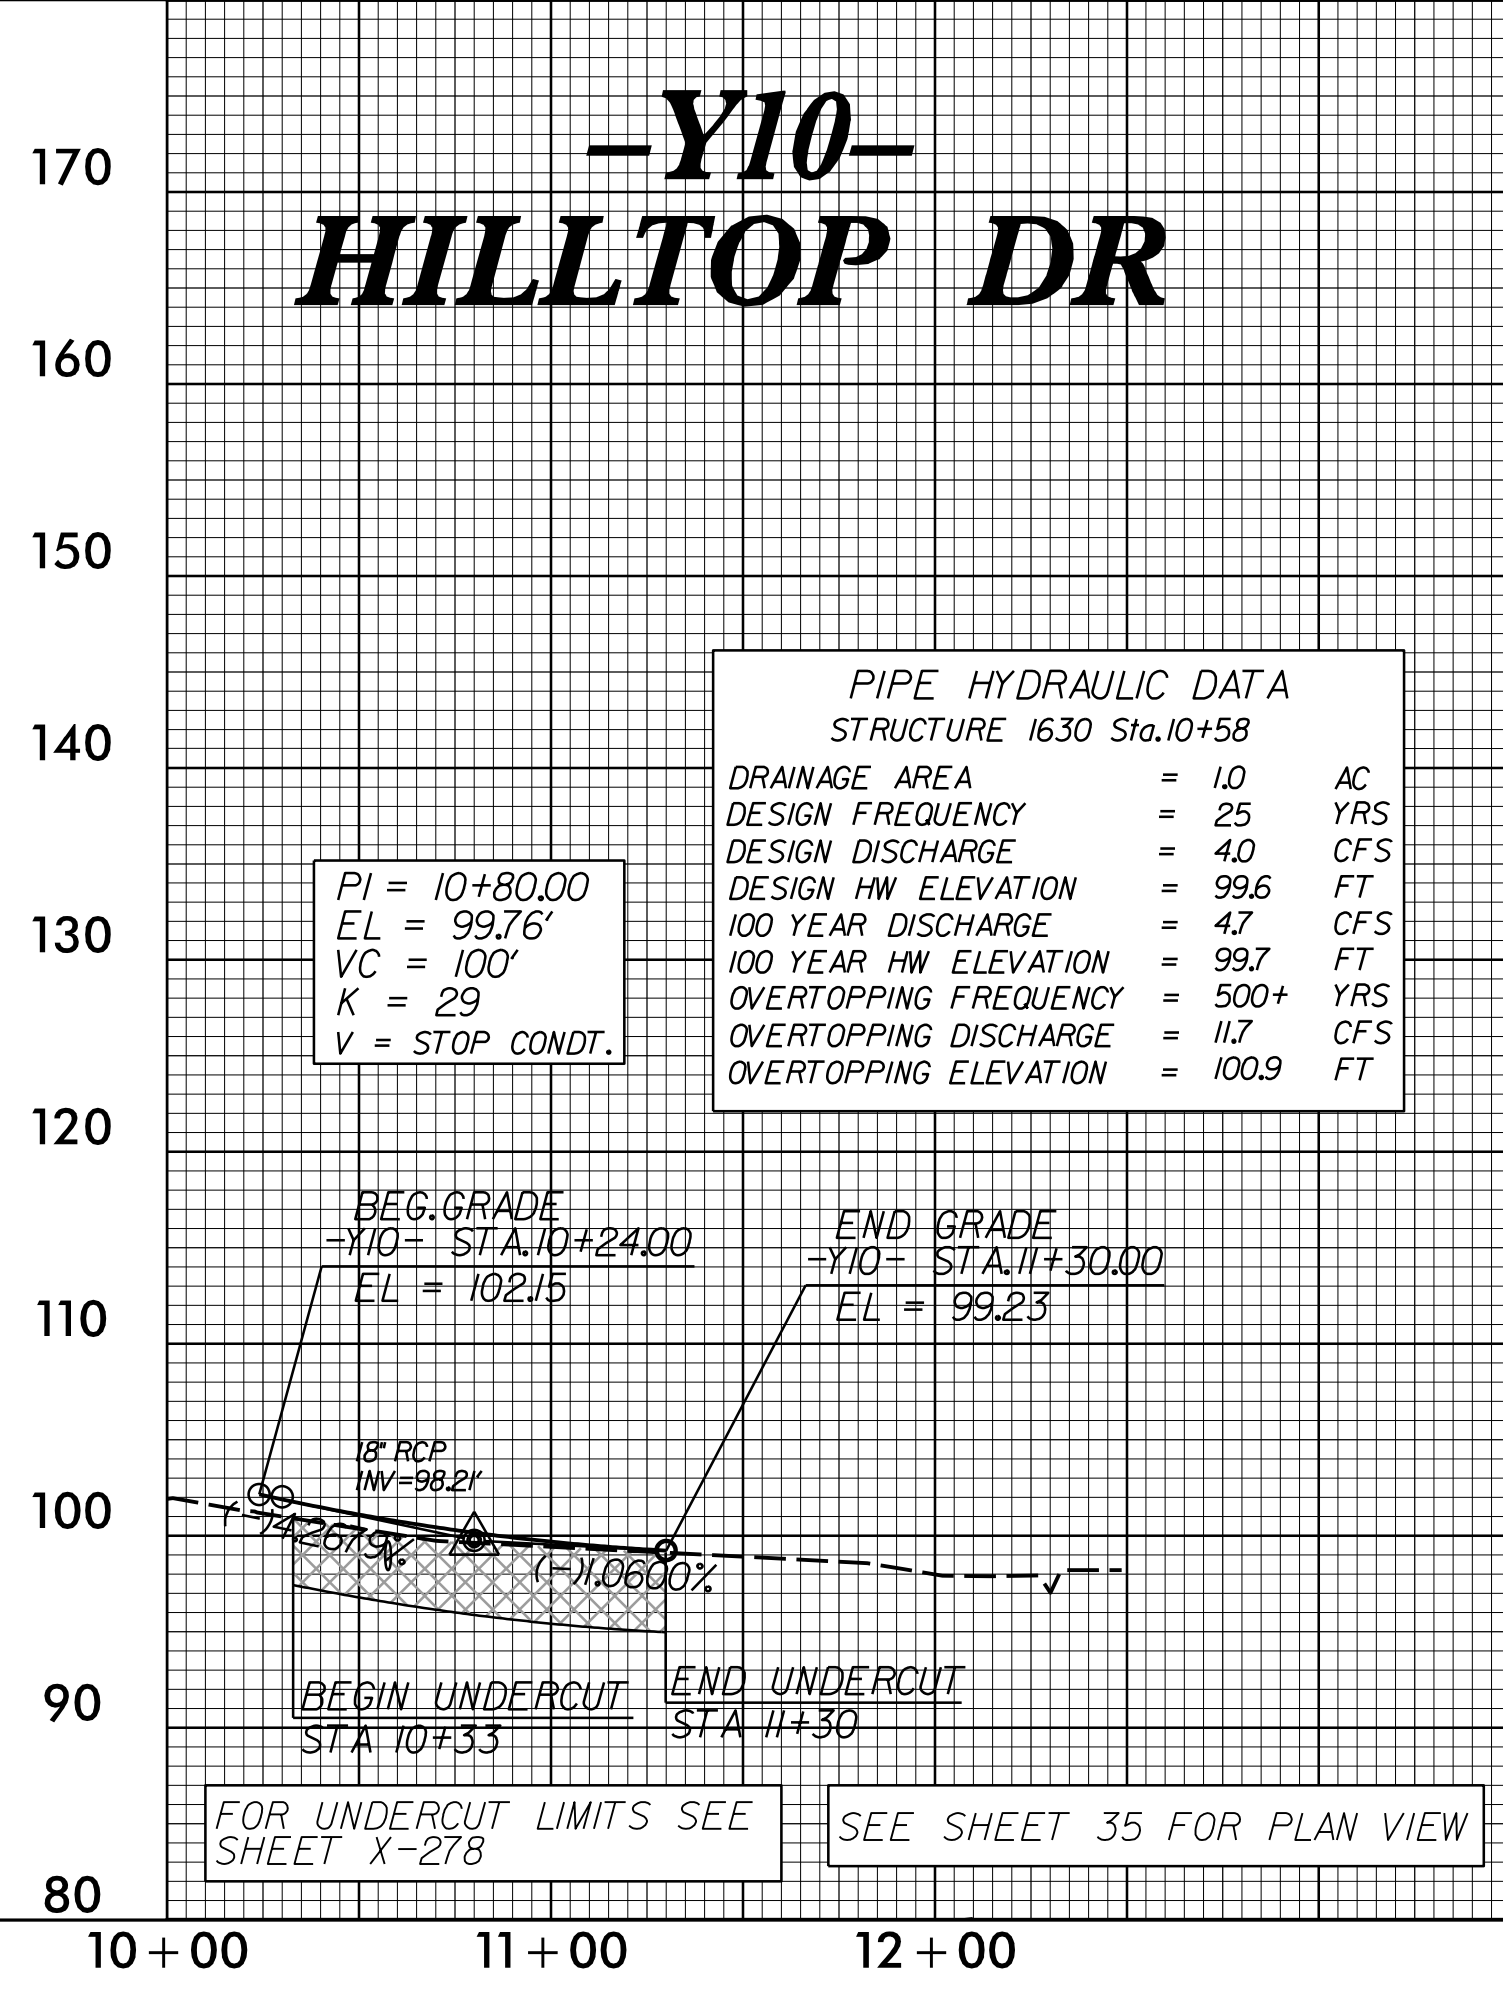 -Y10-
HILLTOP DR
170
160
150
140
130
120
110
100
90
80
PIPE HYDRAULIC DATA
STRUCTURE 1630 Sta. 10+58
DRAINAGE AREA = 1.0 AC
DESIGN FREQUENCY = 25 YRS
DESIGN DISCHARGE = 4.0 CFS
DESIGN HW ELEVATION = 99.6 FT
100 YEAR DISCHARGE = 4.7 CFS
100 YEAR HW ELEVATION = 99.7 FT
OVERTOPPING FREQUENCY = 500+ YRS
OVERTOPPING DISCHARGE = 11.7 CFS
OVERTOPPING ELEVATION = 100.9 FT
PI = 10+80.00
EL = 99.76'
VC = 100'
K = 29
V = STOP CONDT.
BEG. GRADE
-Y10- STA. 10+24.00
EL = 102.15
END GRADE
-Y10- STA. 11+30.00
EL = 99.23
18" RCP
INV=98.21'
(-)4.2679%
(-)1.0600%
BEGIN UNDERCUT
STA 10+33
END UNDERCUT
STA 11+30
FOR UNDERCUT LIMITS SEE
SHEET X-278
SEE SHEET 35 FOR PLAN VIEW
10+00
11+00
12+00